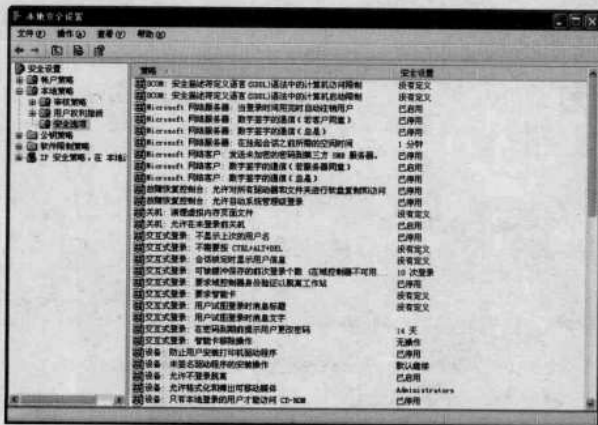 本地安全设置
文件(F) 操作(A) 查看(V) 帮助(H)
安全设置
帐户策略
本地策略
审核策略
用户权利指派
安全选项
公钥策略
软件限制策略
IP 安全策略，在 本地
策略 安全设置
DCOM: 安全描述符定义语言(SDDL)语法中的计算机访问限制 没有定义
DCOM: 安全描述符定义语言(SDDL)语法中的计算机启动限制 没有定义
Microsoft 网络服务器: 当登录时间用完时自动注销用户 已启用
Microsoft 网络服务器: 数字签字的通信(若客户同意) 已停用
Microsoft 网络服务器: 数字签字的通信(总是) 已停用
Microsoft 网络服务器: 在挂起会话之前所需的空闲时间 1 分钟
Microsoft 网络客户: 发送未加密的密码到第三方 SMB 服务器。 已停用
Microsoft 网络客户: 数字签字的通信(若服务器同意) 已启用
Microsoft 网络客户: 数字签字的通信(总是) 已停用
故障恢复控制台: 允许对所有驱动器和文件夹进行软盘复制和访问 已停用
故障恢复控制台: 允许自动系统管理级登录 已停用
关机: 清理虚拟内存页面文件 没有定义
关机: 允许在未登录前关机 已启用
交互式登录: 不显示上次的用户名 已停用
交互式登录: 不需要按 CTRL+ALT+DEL 没有定义
交互式登录: 会话锁定时显示用户信息 没有定义
交互式登录: 可被缓冲保存的前次登录个数 (在域控制器不可用 10 次登录
交互式登录: 要求域控制器身份验证以脱离工作站 已停用
交互式登录: 要求智能卡 没有定义
交互式登录: 用户试图登录时消息标题 没有定义
交互式登录: 用户试图登录时消息文字
交互式登录: 在密码到期前提示用户更改密码 14 天
交互式登录: 智能卡移除操作 无操作
设备: 防止用户安装打印机驱动程序 已停用
设备: 未签名驱动程序的安装操作 默认继续
设备: 允许不登录脱离 已启用
设备: 允许格式化和弹出可移动媒体 Administrators
设备: 只有本地登录的用户才能访问 CD-ROM 已停用